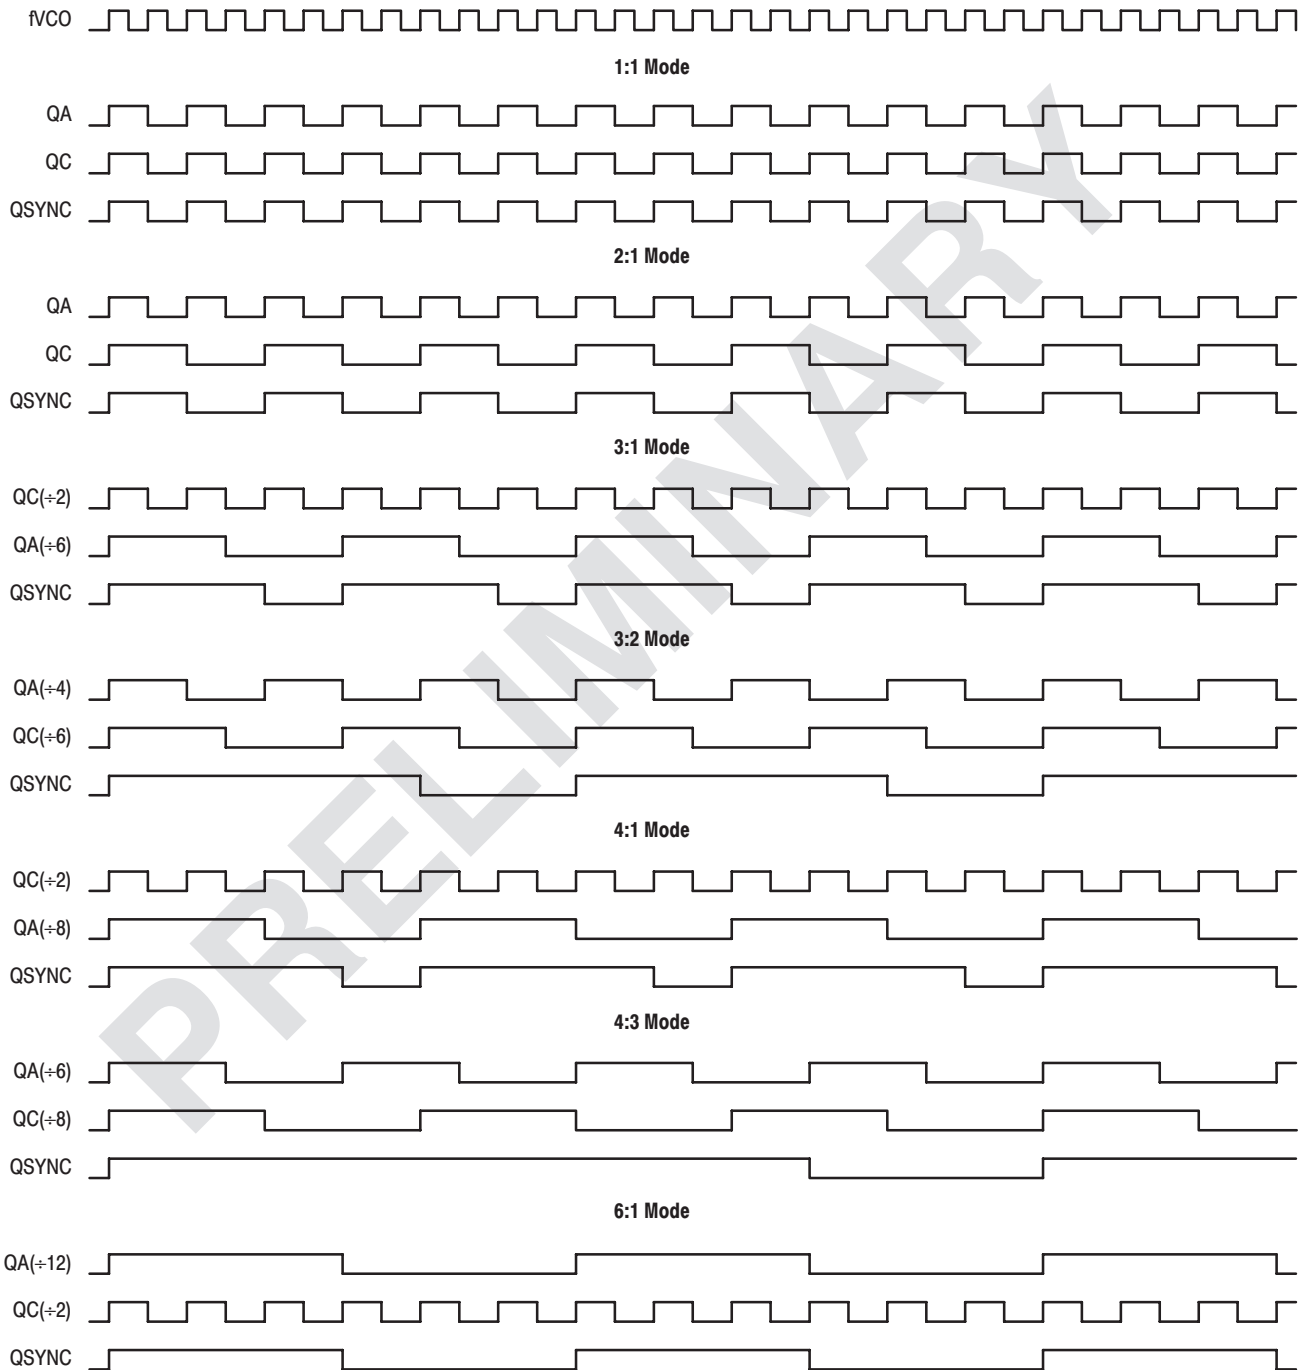 fVCO
1:1 Mode
QA
QC
QSYNC
2:1 Mode
QA
QC
QSYNC
3:1 Mode
QC(÷2)
QA(÷6)
QSYNC
3:2 Mode
QA(÷4)
QC(÷6)
QSYNC
4:1 Mode
QC(÷2)
QA(÷8)
QSYNC
4:3 Mode
QA(÷6)
QC(÷8)
QSYNC
6:1 Mode
QA(÷12)
QC(÷2)
QSYNC
PRELIMINARY